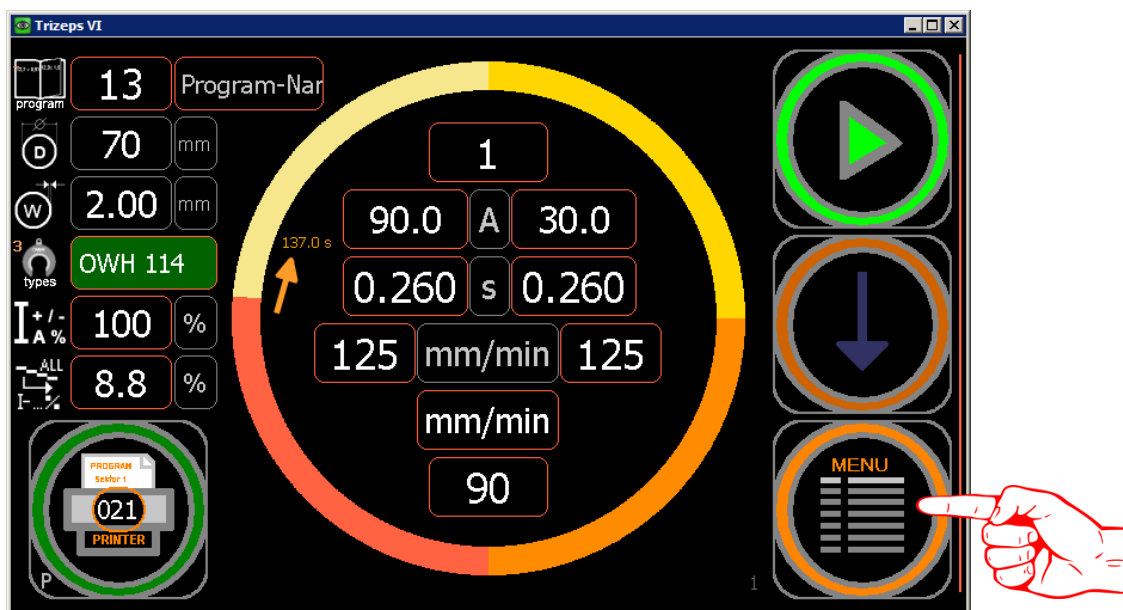 Trizeps VI
program
13
Program-Nar
D
70
mm
W
2.00
mm
3
types
OWH 114
I + / -
A %
100
%
ALL
I-...
8.8
%
PROGRAM
Sektor 1
021
PRINTER
P
137.0 s
1
90.0 A 30.0
0.260 s 0.260
125 mm/min 125
mm/min
90
MENU
1